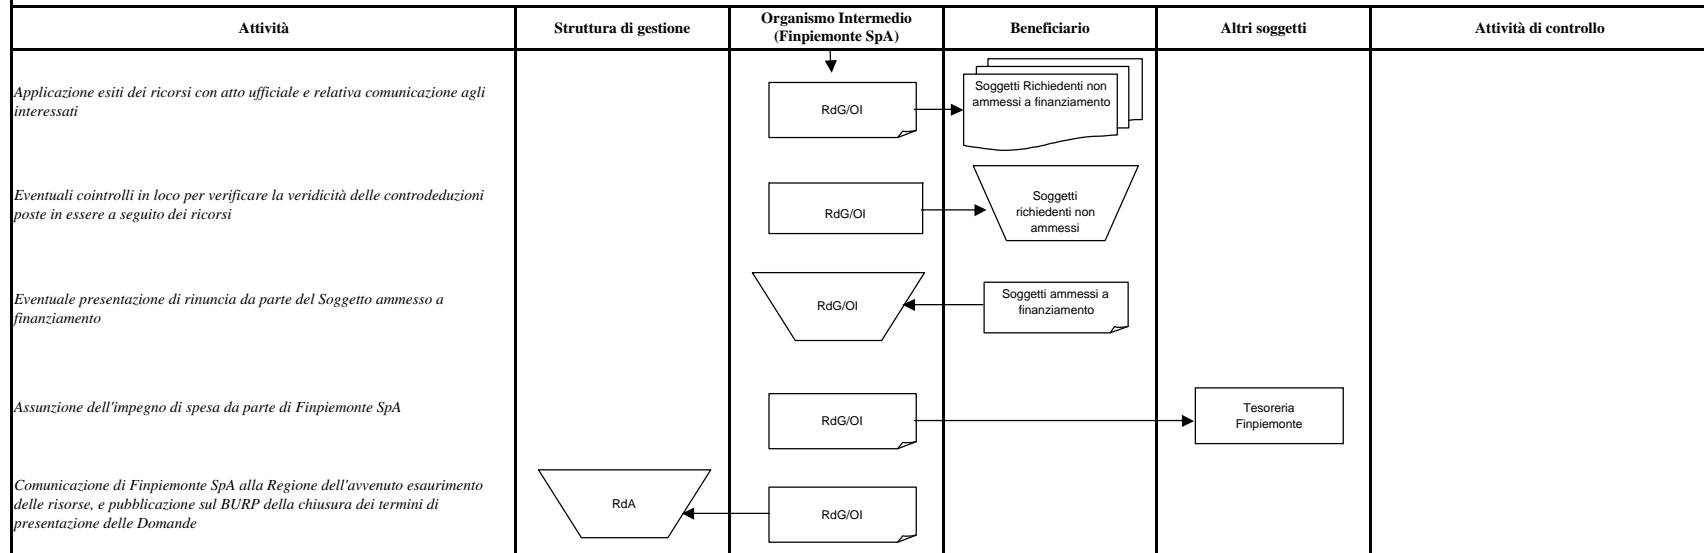 Attività
Struttura di gestione
Organismo Intermedio
(Finpiemonte SpA)
Beneficiario
Altri soggetti
Attività di controllo
Applicazione esiti dei ricorsi con atto ufficiale e relativa comunicazione agli
interessati
RdG/OI
Soggetti Richiedenti non
ammessi a finanziamento
Eventuali cointrolli in loco per verificare la veridicità delle controdeduzioni
poste in essere a seguito dei ricorsi
RdG/OI
Soggetti
richiedenti non
ammessi
Eventuale presentazione di rinuncia da parte del Soggetto ammesso a
finanziamento
RdG/OI
Soggetti ammessi a
finanziamento
Assunzione dell'impegno di spesa da parte di Finpiemonte SpA
RdG/OI
Tesoreria
Finpiemonte
Comunicazione di Finpiemonte SpA alla Regione dell'avvenuto esaurimento
delle risorse, e pubblicazione sul BURP della chiusura dei termini di
presentazione delle Domande
RdA
RdG/OI